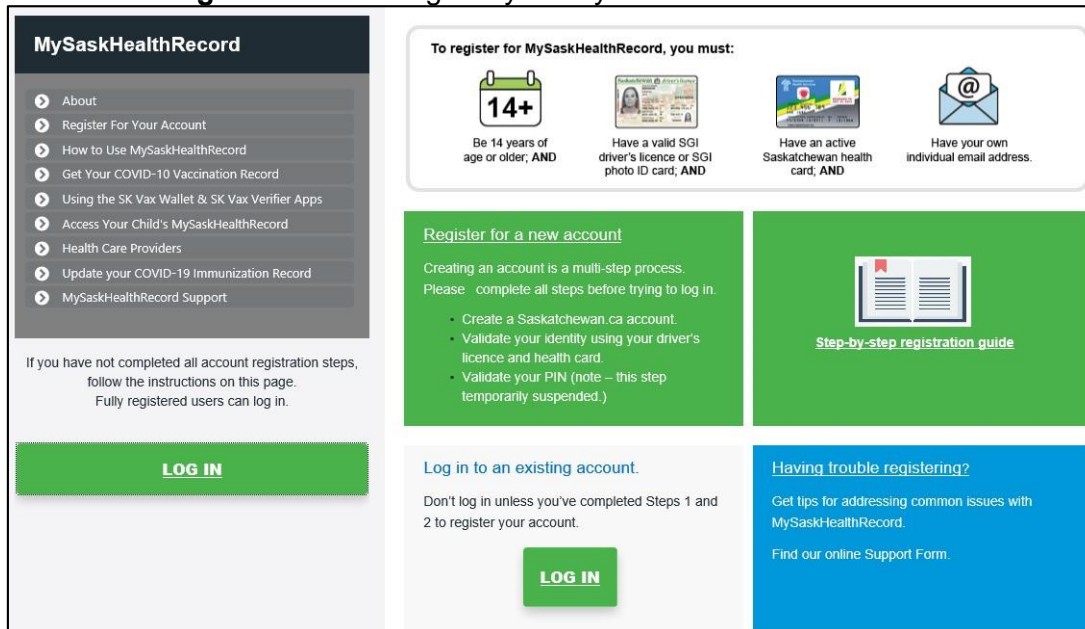 MySaskHealthRecord
About
Register For Your Account
How to Use MySaskHealthRecord
Get Your COVID-10 Vaccination Record
Using the SK Vax Wallet & SK Vax Verifier Apps
Access Your Child's MySaskHealthRecord
Health Care Providers
Update your COVID-19 Immunization Record
MySaskHealthRecord Support
If you have not completed all account registration steps,
follow the instructions on this page.
Fully registered users can log in.
LOG IN
To register for MySaskHealthRecord, you must:
14+
Be 14 years of
age or older; AND
Have a valid SGI
driver's licence or SGI
photo ID card; AND
Have an active
Saskatchewan health
card; AND
@
Have your own
individual email address.
Register for a new account
Creating an account is a multi-step process.
Please complete all steps before trying to log in.
• Create a Saskatchewan.ca account.
• Validate your identity using your driver's
licence and health card.
• Validate your PIN (note – this step
temporarily suspended.)
Step-by-step registration guide
Log in to an existing account.
Don't log in unless you've completed Steps 1 and
2 to register your account.
LOG IN
Having trouble registering?
Get tips for addressing common issues with
MySaskHealthRecord.
Find our online Support Form.